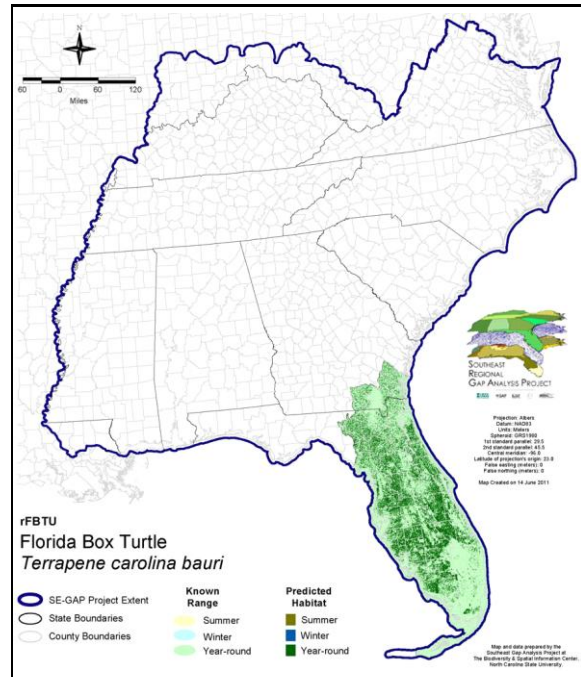 N
60 0 60 120
Miles
SOUTHEAST
REGIONAL
GAP ANALYSIS PROJECT
Projection: Albers
Datum: NAD83
Units: Meters
Spheroid: GRS1980
1st standard parallel: 29.5
2nd standard parallel: 45.5
Central meridian: -96.0
Latitude of projection's origin: 23.0
False easting (meters): 0
False northing (meters): 0
Map Created on 14 June 2011
rFBTU
Florida Box Turtle
Terrapene carolina bauri
SE-GAP Project Extent
State Boundaries
County Boundaries
Known
Range
Summer
Winter
Year-round
Predicted
Habitat
Summer
Winter
Year-round
Map and data prepared by the
Southeast Gap Analysis Project at
The Biodiversity & Spatial Information Center,
North Carolina State University.